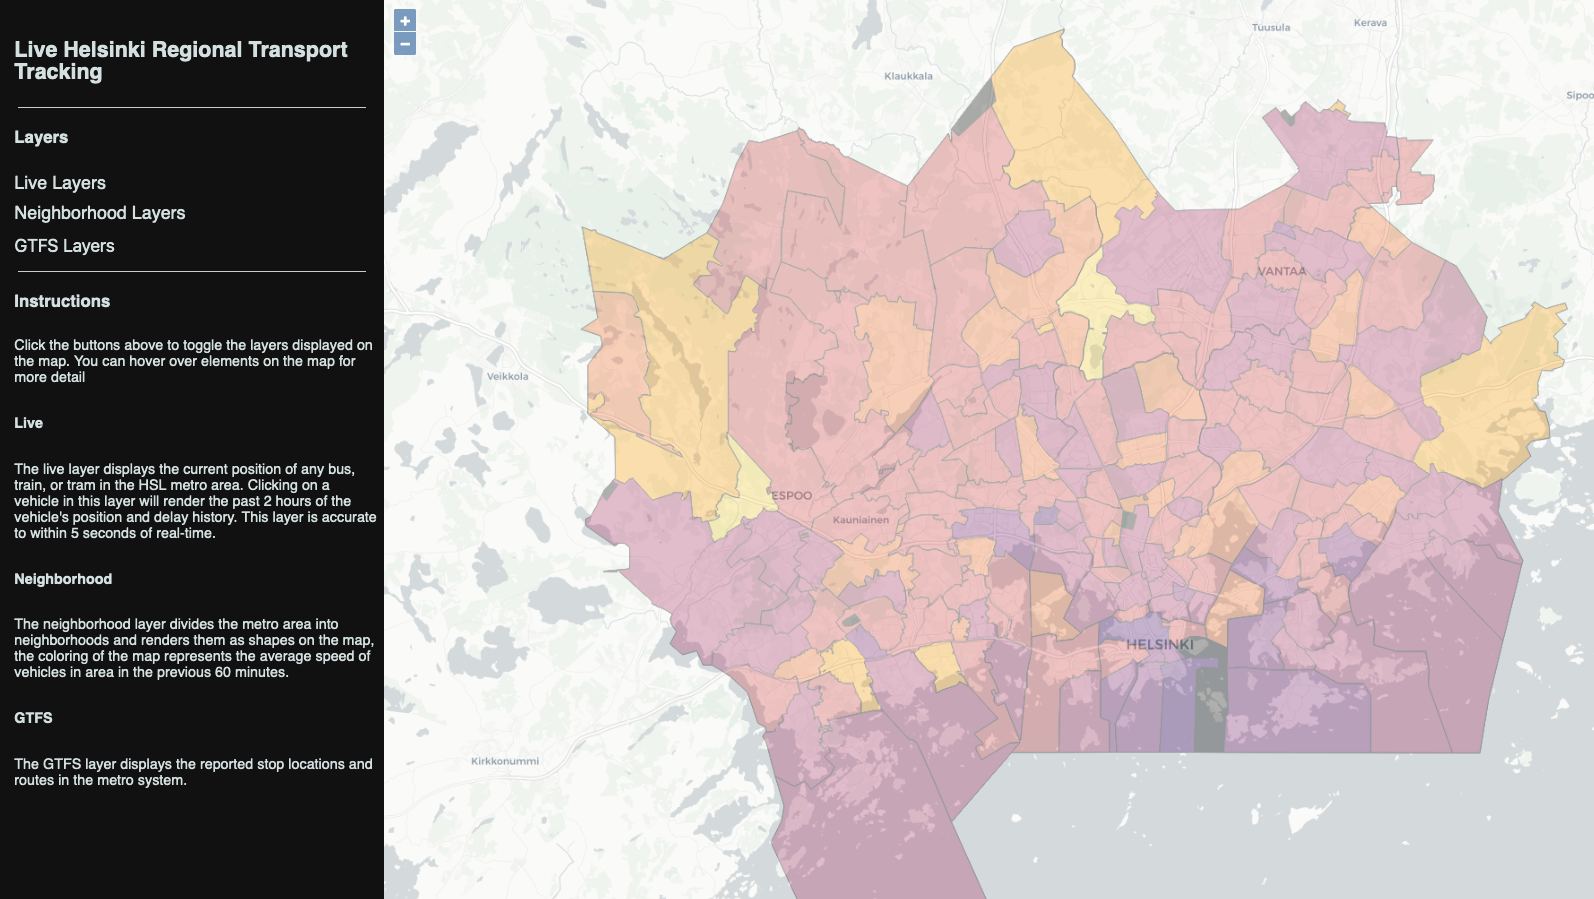 Live Helsinki Regional Transport
Tracking
Layers
Live Layers
Neighborhood Layers
GTFS Layers
Instructions
Click the buttons above to toggle the layers displayed on
the map. You can hover over elements on the map for
more detail
Live
The live layer displays the current position of any bus,
train, or tram in the HSL metro area. Clicking on a
vehicle in this layer will render the past 2 hours of the
vehicle's position and delay history. This layer is accurate
to within 5 seconds of real-time.
Neighborhood
The neighborhood layer divides the metro area into
neighborhoods and renders them as shapes on the map,
the coloring of the map represents the average speed of
vehicles in area in the previous 60 minutes.
GTFS
The GTFS layer displays the reported stop locations and
routes in the metro system.
+
−
Tuusula
Kerava
Klaukkala
Sipoo
VANTAA
Veikkola
ESPOO
Kauniainen
HELSINKI
Kirkkonummi